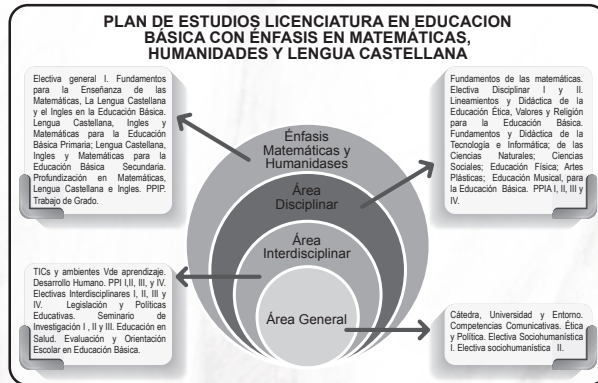 PLAN DE ESTUDIOS LICENCIATURA EN EDUCACION
BÁSICA CON ÉNFASIS EN MATEMÁTICAS,
HUMANIDADES Y LENGUA CASTELLANA
Electiva general I. Fundamentos
para la Enseñanza de las
Matemáticas, La Lengua Castellana
y el Ingles en la Educación Básica.
Lengua Castellana, Ingles y
Matemáticas para la Educación
Básica Primaria; Lengua Castellana,
Ingles y Matemáticas para la
Educación Básica Secundaria.
Profundización en Matemáticas,
Lengua Castellana e Ingles. PPIP.
Trabajo de Grado.
Fundamentos de las matemáticas.
Electiva Disciplinar I y II.
Lineamientos y Didáctica de la
Educación Ética, Valores y Religión
para la Educación Básica.
Fundamentos y Didáctica de la
Tecnología e Informática; de las
Ciencias Naturales; Ciencias
Sociales; Educación Física; Artes
Plásticas; Educación Musical, para
la Educación Básica. PPIA I, II, III y
IV.
Énfasis
Matemáticas y
Humanidases
Área
Disciplinar
Área
Interdisciplinar
Área General
TICs y ambientes Vde aprendizaje.
Desarrollo Humano. PPI I,II, III, y IV.
Electivas Interdisciplinares I, II, III y
IV. Legislación y Políticas
Educativas. Seminario de
Investigación I , II y III. Educación en
Salud. Evaluación y Orientación
Escolar en Educación Básica.
Cátedra, Universidad y Entorno.
Competencias Comunicativas. Ética
y Política. Electiva Sociohumanística
I. Electiva sociohumanística II.